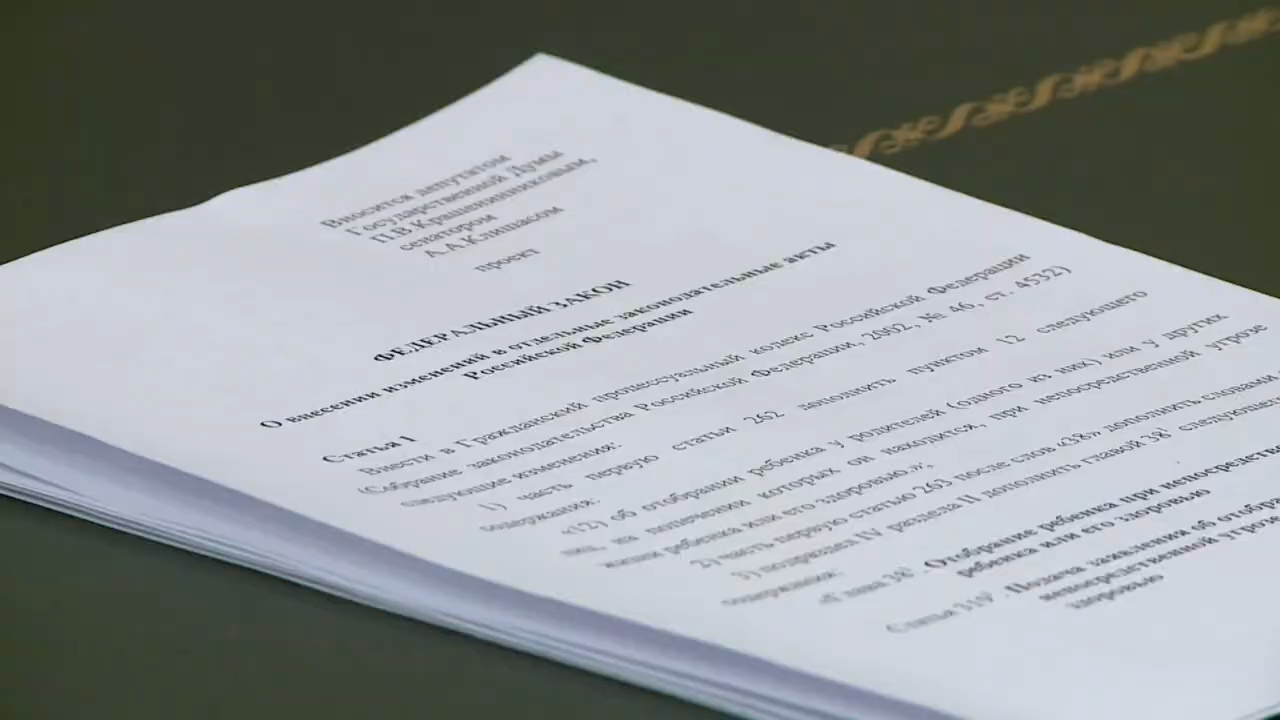 Вносится депутатом
Государственной Думы
П.В Крашенинниковым,
сенатором
А.А.Клишасом
проект
ФЕДЕРАЛЬНЫЙ ЗАКОН
О внесении изменений в отдельные законодательные акты
Российской Федерации
Статья 1
Внести в Гражданский процессуальный кодекс Российской Федерации
(Собрание законодательства Российской Федерации, 2002, № 46, ст. 4532)
следующие изменения:
1) часть первую статьи 262 дополнить пунктом 12 следующего
содержания:
«12) об отобрании ребенка у родителей (одного из них) или у других
лиц, на попечении которых он находится, при непосредственной угрозе
жизни ребенка или его здоровью.»;
2) часть первую статью 263 после слов «38» дополнить словами
3) подраздел IV раздела II дополнить главой 38¹ следующего
содержания:
«Глава 38¹. Отобрание ребенка при непосредстве
ребенка или его здоровью
Статья 319¹. Подача заявления об отобра
непосредственной угрозе
здоровью